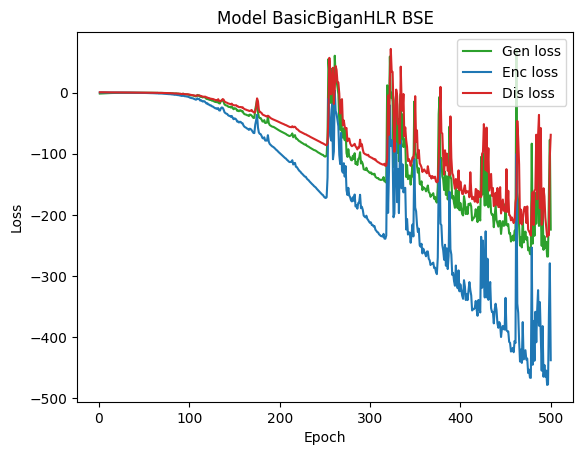 Model BasicBiganHLR BSE
Gen loss
Enc loss
Dis loss
Loss
0
−100
−200
−300
−400
−500
0 100 200 300 400 500
Epoch